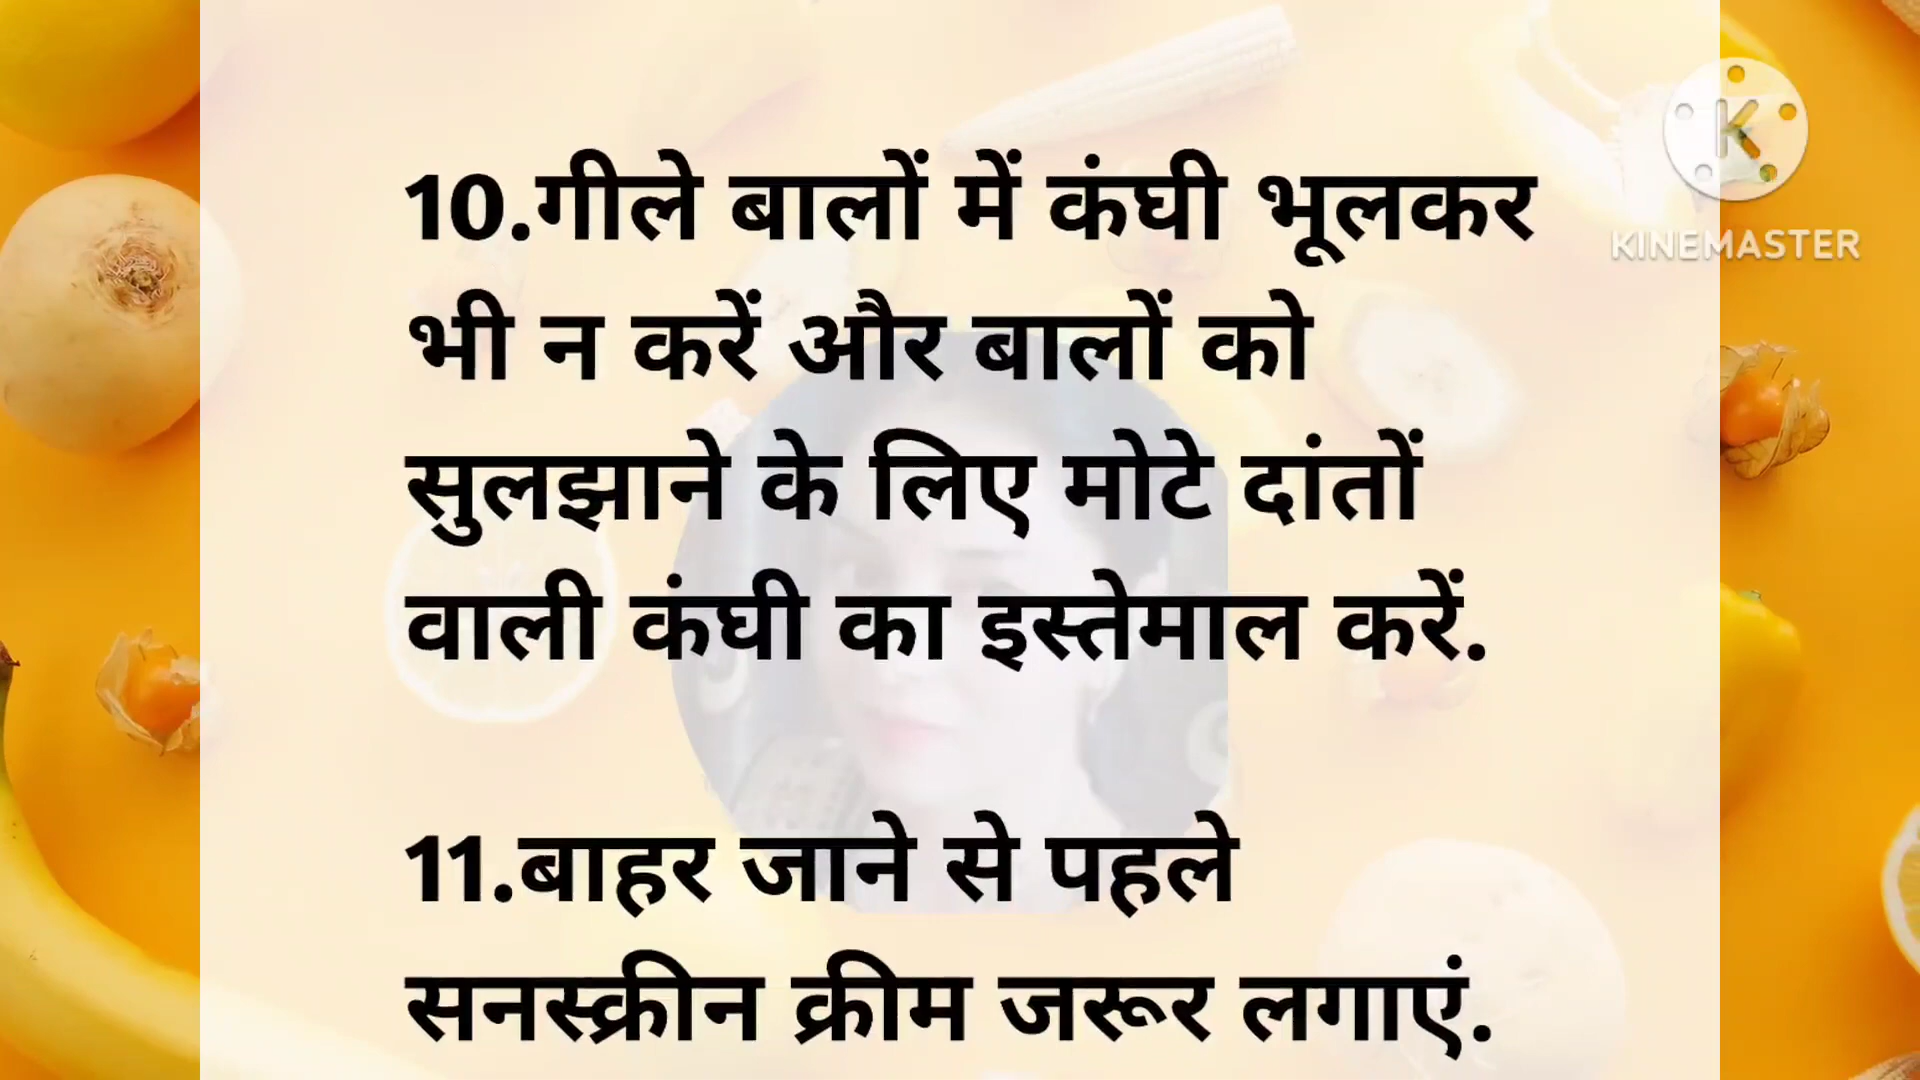 10.गीले बालों में कंघी भूलकर
भी न करें और बालों को
सुलझाने के लिए मोटे दांतों
वाली कंघी का इस्तेमाल करें.
11.बाहर जाने से पहले
सनस्क्रीन क्रीम जरूर लगाएं.
K
KINEMASTER